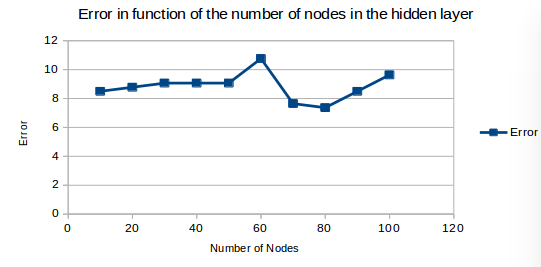 Error in function of the number of nodes in the hidden layer
12
10
8
6
4
2
0
Error
0 20 40 60 80 100 120
Number of Nodes
Error